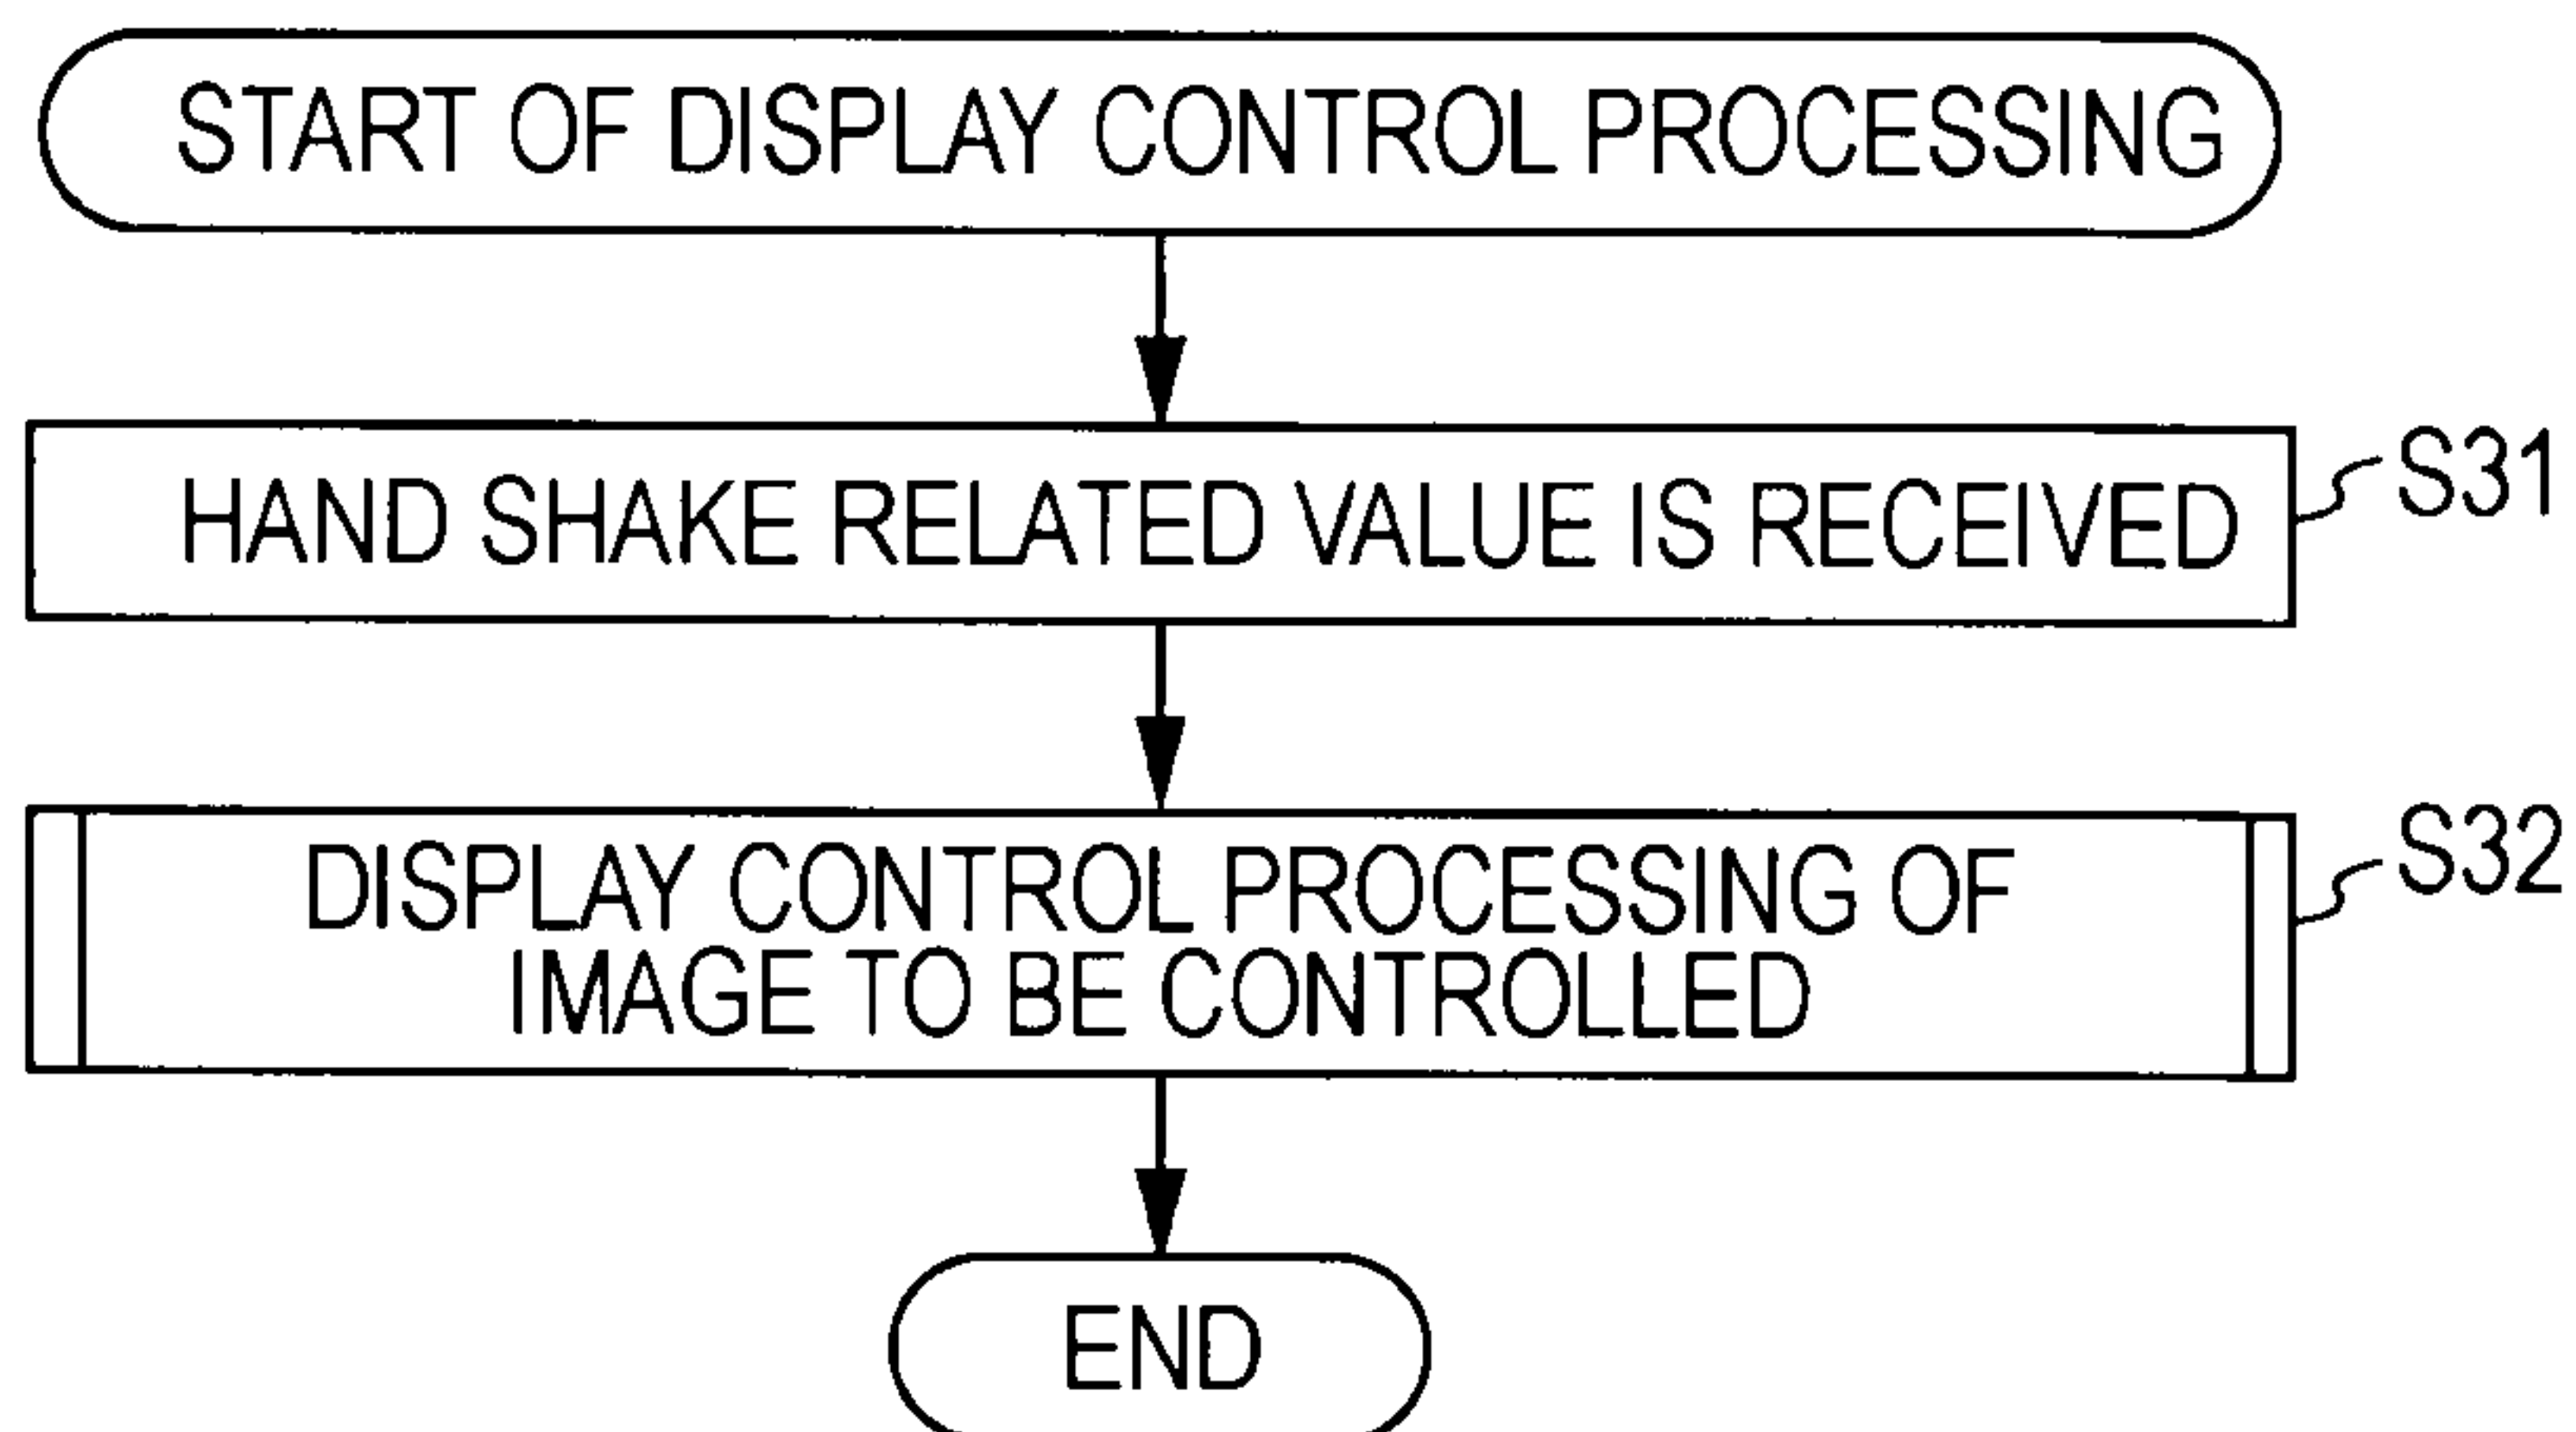 START OF DISPLAY CONTROL PROCESSING
HAND SHAKE RELATED VALUE IS RECEIVED
S31
DISPLAY CONTROL PROCESSING OF
IMAGE TO BE CONTROLLED
S32
END